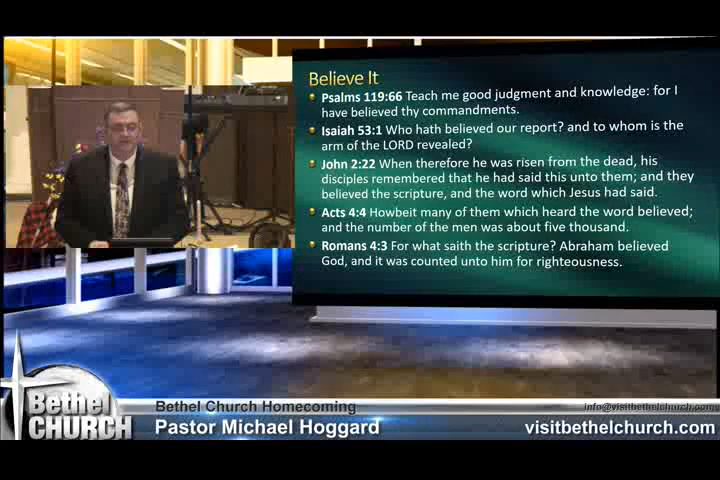 Believe It
Psalms 119:66 Teach me good judgment and knowledge: for I
have believed thy commandments.
Isaiah 53:1 Who hath believed our report? and to whom is the
arm of the LORD revealed?
John 2:22 When therefore he was risen from the dead, his
disciples remembered that he had said this unto them; and they
believed the scripture, and the word which Jesus had said.
Acts 4:4 Howbeit many of them which heard the word believed;
and the number of the men was about five thousand.
Romans 4:3 For what saith the scripture? Abraham believed
God, and it was counted unto him for righteousness.
Bethel
CHURCH
Bethel Church Homecoming
info@visitbethelchurch.com
Pastor Michael Hoggard
visitbethelchurch.com